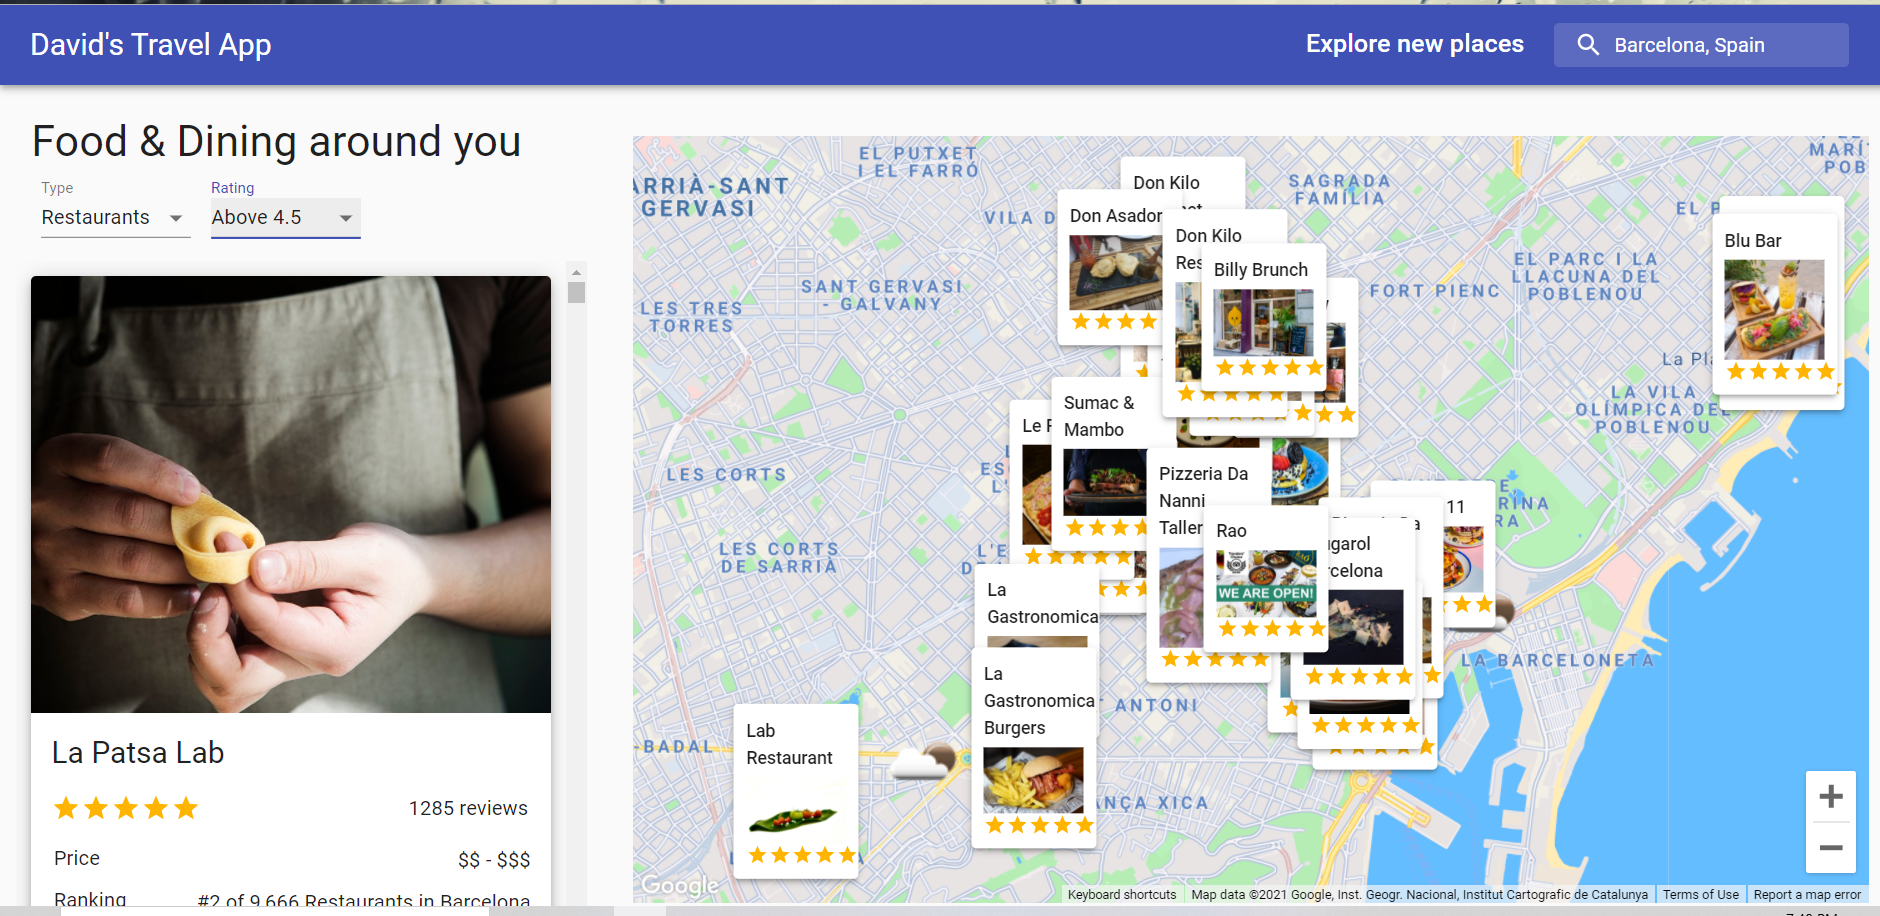 David's Travel App
Explore new places
Barcelona, Spain
Food & Dining around you
Type
Rating
Restaurants
Above 4.5
La Patsa Lab
1285 reviews
Price
$$ - $$$
Ranking
#2 of 9,666 Restaurants in Barcelona
EL PUTXET
I EL FARRÓ
ARRIÀ-SANT
GERVASI
VILA D
SAGRADA
FAMÍLIA
MARÍT
POB
EL P
SANT GERVASI
- GALVANY
LES TRES
TORRES
FORT PIENC
EL PARC I LA
LLACUNA DEL
POBLENOU
La Pla
LA VILA
OLÍMPICA DEL
POBLENOU
LES CORTS
LES CORTS
DE SARRIÀ
L'E
ANTONI
-BADAL
ANÇA XICA
LA BARCELONETA
Don Kilo
Don Asador
Don Kilo
Res
Billy Brunch
Blu Bar
Sumac &
Mambo
Le
Pizzeria Da
Nanni
Taller
Rao
WE ARE OPEN!
11
garol
rcelona
La
Gastronomica
La
Gastronomica
Burgers
Lab
Restaurant
Google
Keyboard shortcuts
Map data ©2021 Google, Inst. Geogr. Nacional, Institut Cartografic de Catalunya
Terms of Use
Report a map error